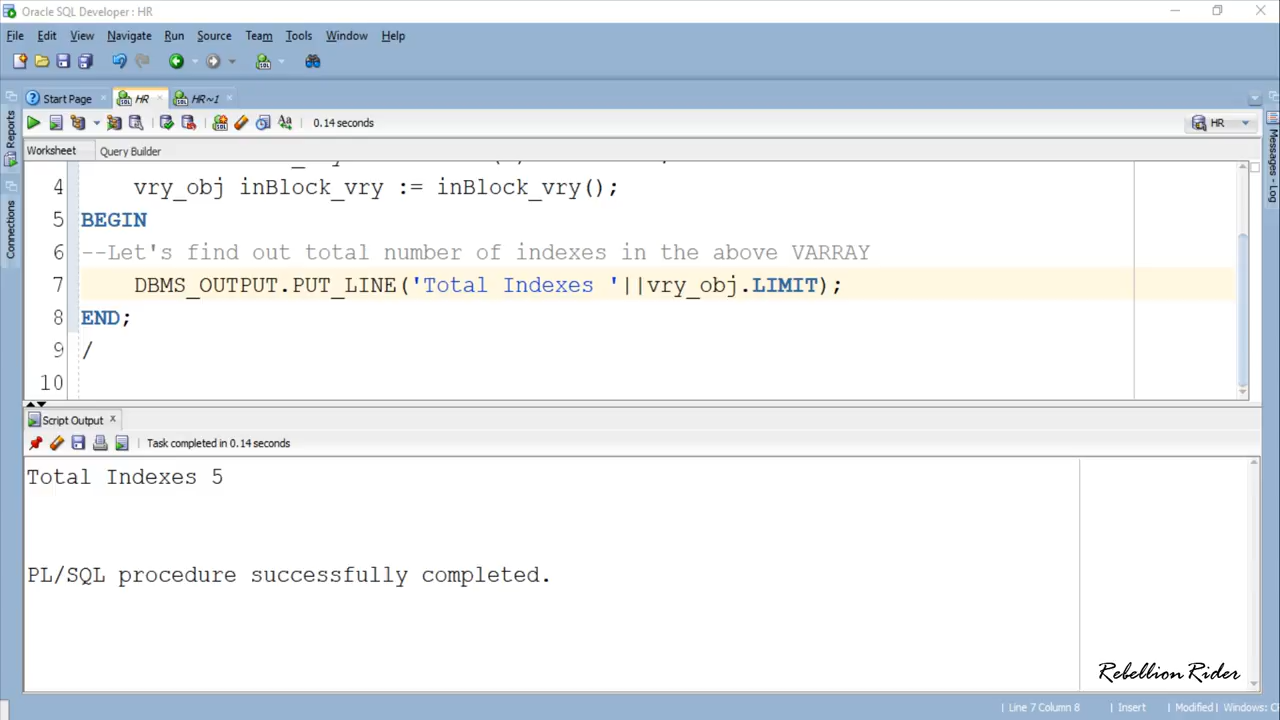 Oracle SQL Developer : HR
File Edit View Navigate Run Source Team Tools Window Help
Start Page HR HR~1
0.14 seconds
HR
Worksheet Query Builder
4 vry_obj inBlock_vry := inBlock_vry();
5 BEGIN
6 --Let's find out total number of indexes in the above VARRAY
7 DBMS_OUTPUT.PUT_LINE('Total Indexes '||vry_obj.LIMIT);
8 END;
9 /
10
Script Output
Task completed in 0.14 seconds
Total Indexes 5
PL/SQL procedure successfully completed.
Rebellion Rider
Line 7 Column 8 | Insert | Modified | Windows:
Reports
Connections
Messages - Log